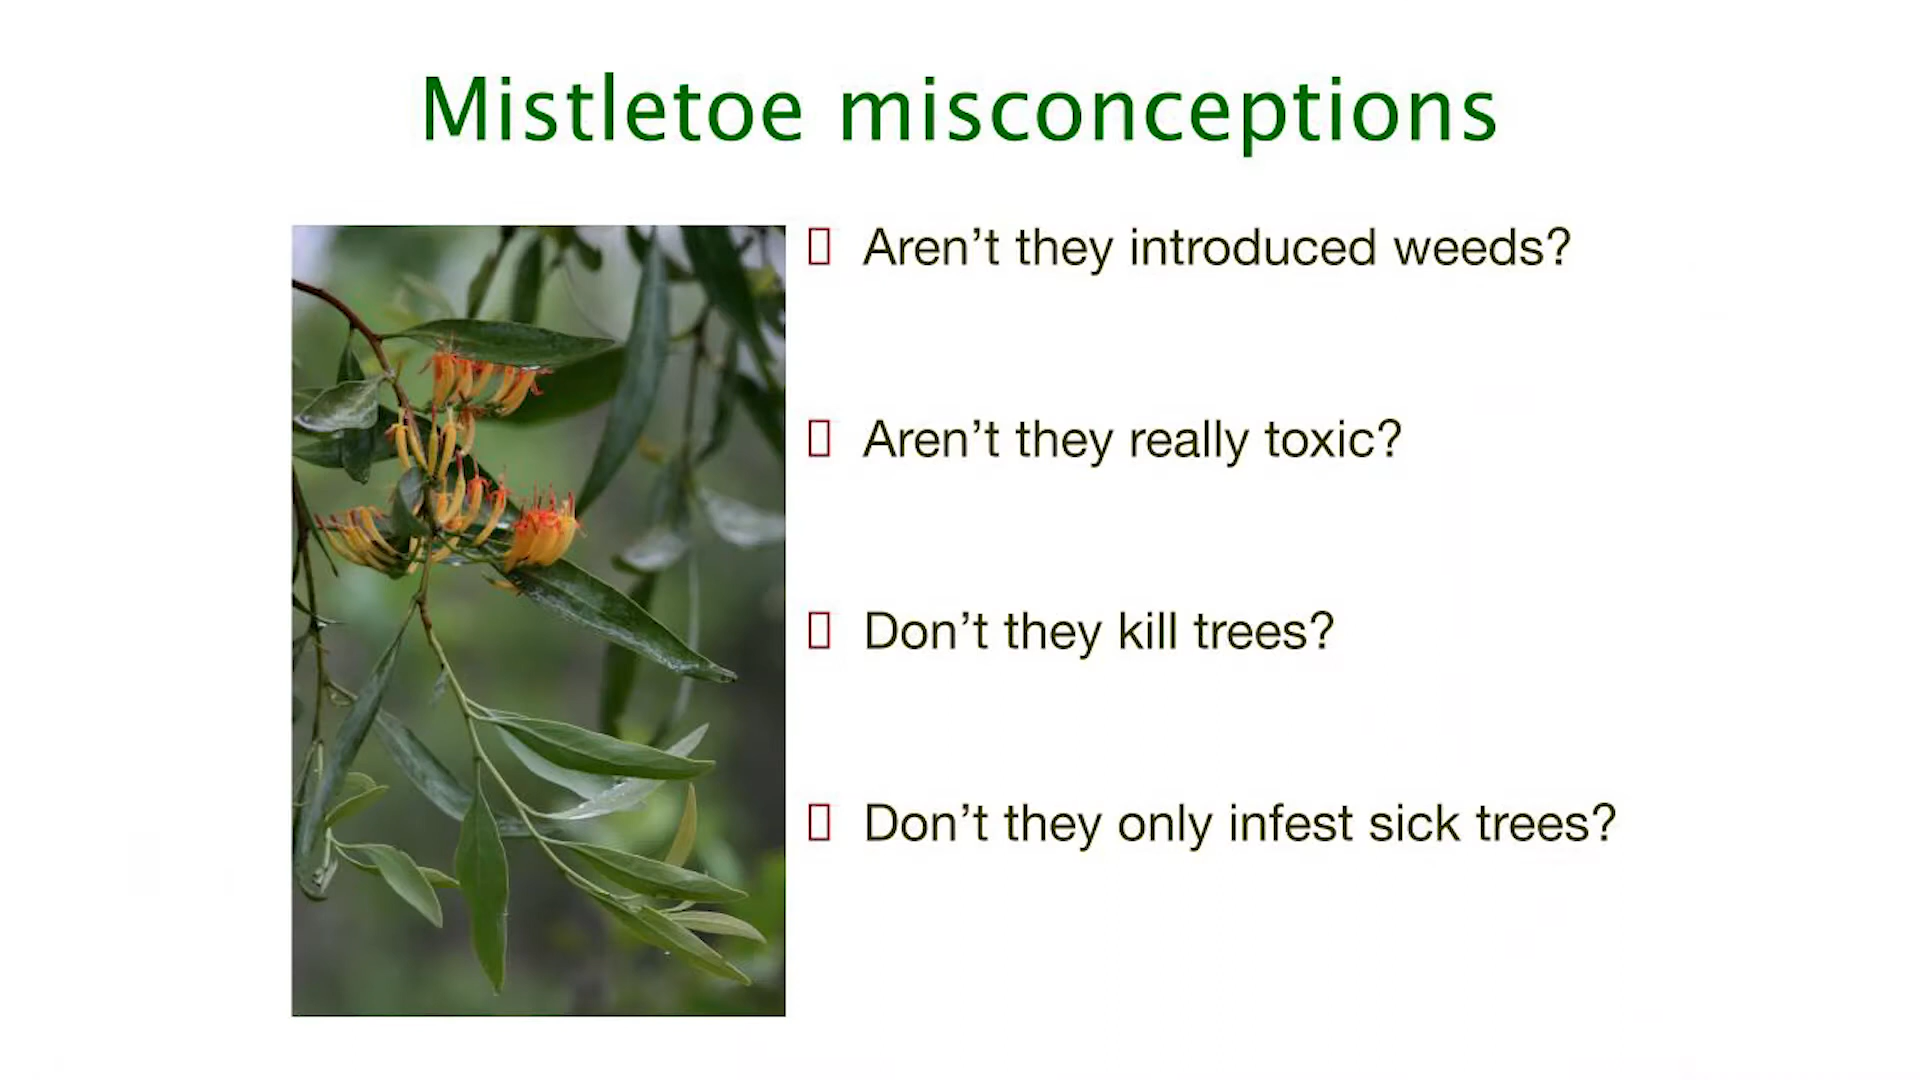 Mistletoe misconceptions
Aren’t they introduced weeds?
Aren’t they really toxic?
Don’t they kill trees?
Don’t they only infest sick trees?